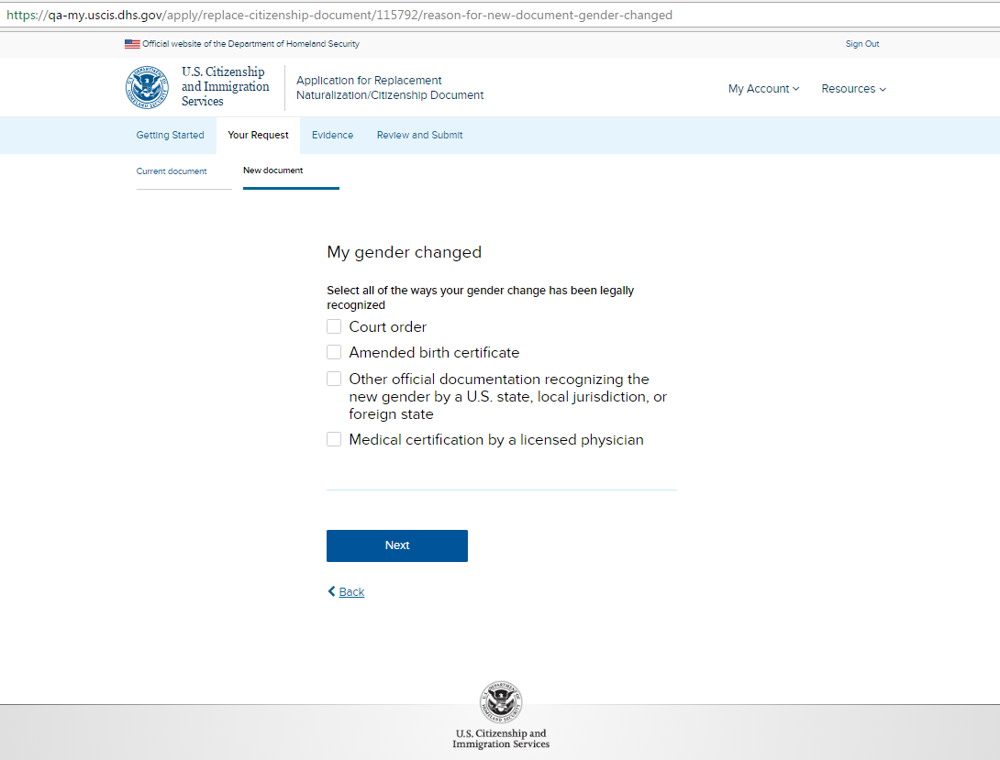 https://qa-my.uscis.dhs.gov/apply/replace-citizenship-document/115792/reason-for-new-document-gender-changed
Official website of the Department of Homeland Security
Sign Out
U.S. Citizenship
and Immigration
Services
Application for Replacement
Naturalization/Citizenship Document
My Account
Resources
Getting Started
Your Request
Evidence
Review and Submit
Current document
New document
My gender changed
Select all of the ways your gender change has been legally
recognized
Court order
Amended birth certificate
Other official documentation recognizing the
new gender by a U.S. state, local jurisdiction, or
foreign state
Medical certification by a licensed physician
Next
Back
U.S. Citizenship and
Immigration Services